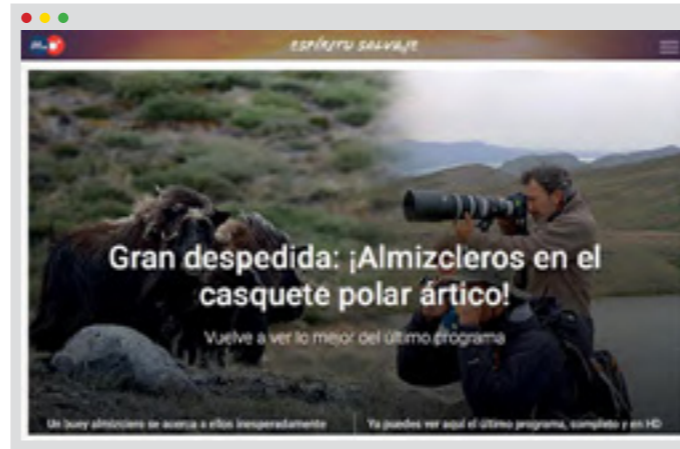 ESPÍRITU SALVAJE
Gran despedida: ¡Almizcleros en el
casquete polar ártico!
Vuelve a ver lo mejor del último programa
Un buey almizclero se acerca a ellos inesperadamente
Ya puedes ver aquí el último programa, completo y en HD